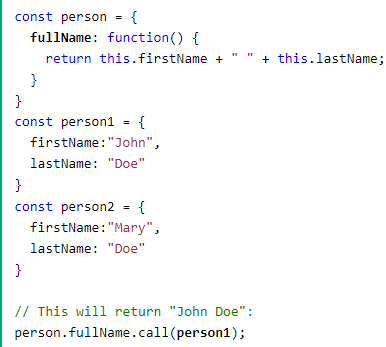 const person = {
  fullName: function() {
    return this.firstName + " " + this.lastName;
  }
}
const person1 = {
  firstName:"John",
  lastName: "Doe"
}
const person2 = {
  firstName:"Mary",
  lastName: "Doe"
}

// This will return "John Doe":
person.fullName.call(person1);